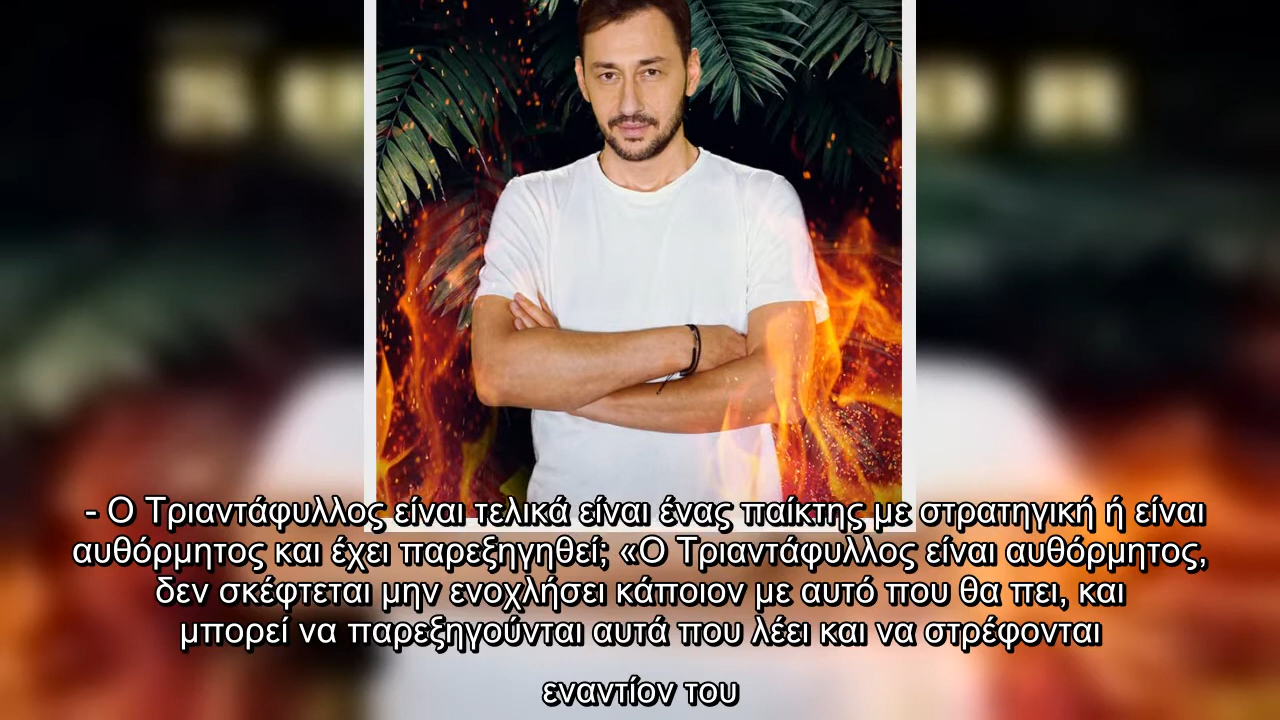 - Ο Τριαντάφυλλος είναι τελικά είναι ένας παίκτης με στρατηγική ή είναι
αυθόρμητος και έχει παρεξηγηθεί; «Ο Τριαντάφυλλος είναι αυθόρμητος,
δεν σκέφτεται μην ενοχλήσει κάποιον με αυτό που θα πει, και
μπορεί να παρεξηγούνται αυτά που λέει και να στρέφονται
εναντίον του